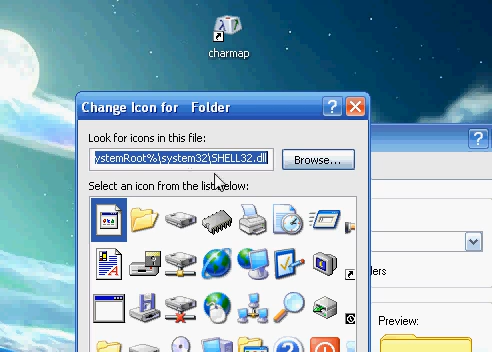 charmap
Change Icon for Folder
Look for icons in this file:
ystemRoot%\system32\SHELL32.dll
Browse...
Select an icon from the list below:
ders
Preview: